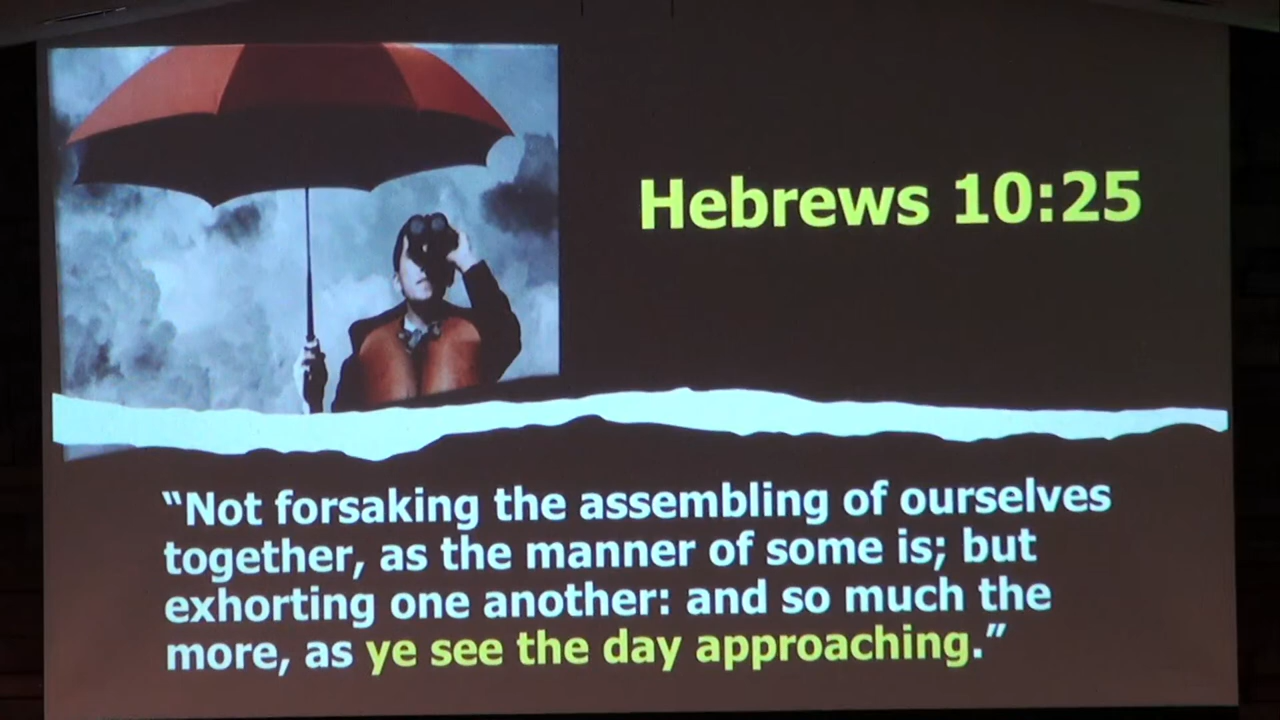 Hebrews 10:25
“Not forsaking the assembling of ourselves
together, as the manner of some is; but
exhorting one another: and so much the
more, as ye see the day approaching.”